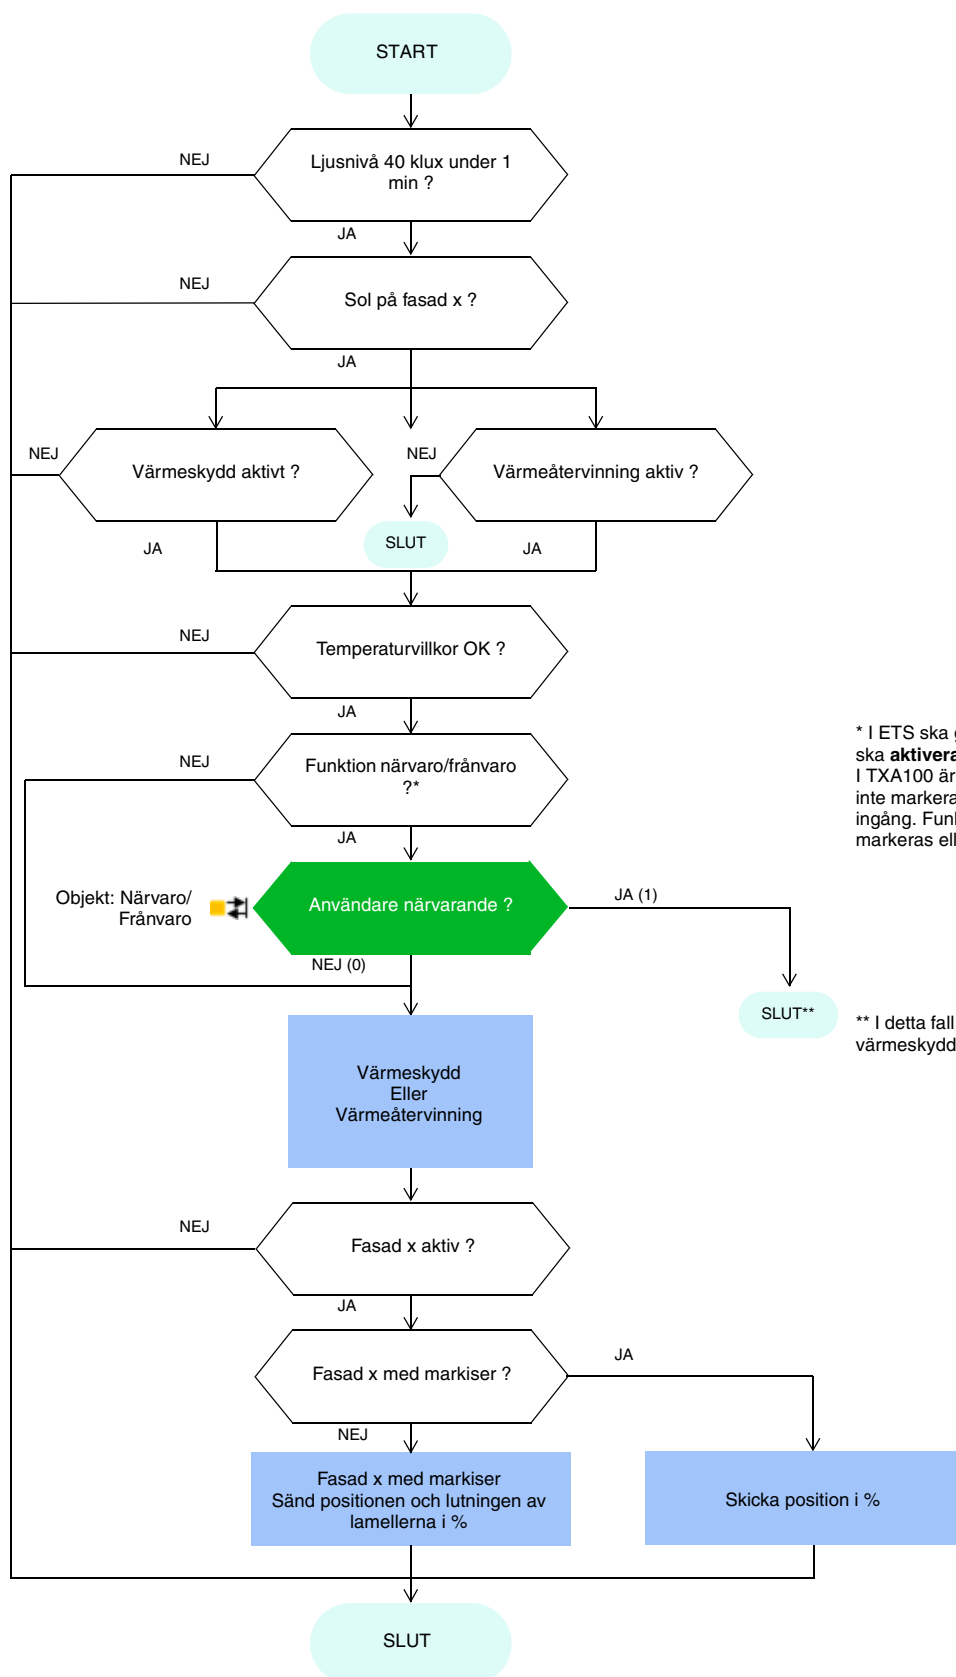 START
NEJ
Ljusnivå 40 klux under 1
min ?
JA
NEJ
Sol på fasad x ?
JA
NEJ
Värmeskydd aktivt ?
NEJ
Värmeåtervinning aktiv ?
JA
SLUT
JA
NEJ
Temperaturvillkor OK ?
JA
NEJ
Funktion närvaro/frånvaro
?*
JA
* I ETS ska
ska
I TXA100 är
inte
ingång.
markeras
Objekt: Närvaro/
Frånvaro
Användare närvarande ?
JA (1)
NEJ (0)
SLUT**
** I detta fall
värmeskydd
Värmeskydd
Eller
Värmeåtervinning
NEJ
Fasad x aktiv ?
JA
Fasad x med markiser ?
JA
NEJ
Fasad x med markiser
Sänd positionen och lutningen av
lamellerna i %
Skicka position i %
SLUT